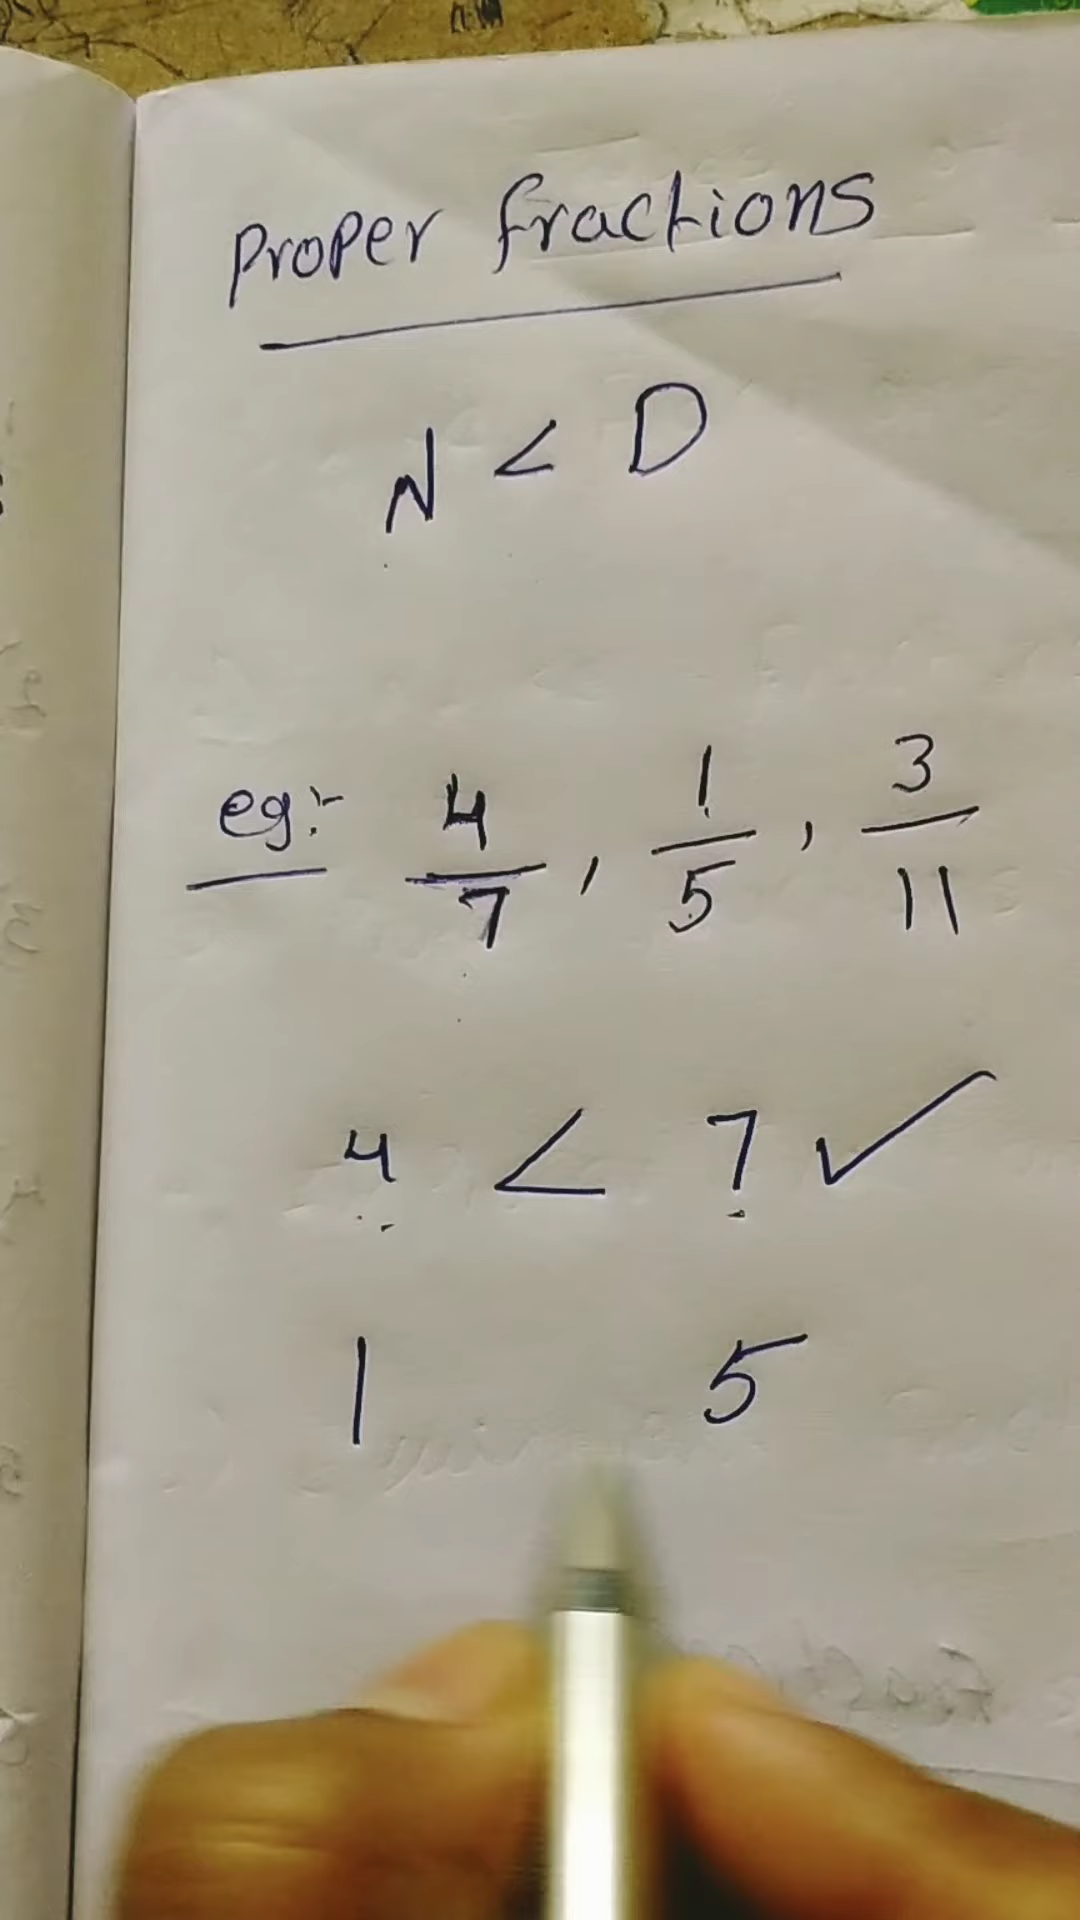 Proper fractions
N < D
eg:- 4/7, 1/5, 3/11
4 < 7 ✓
1 5